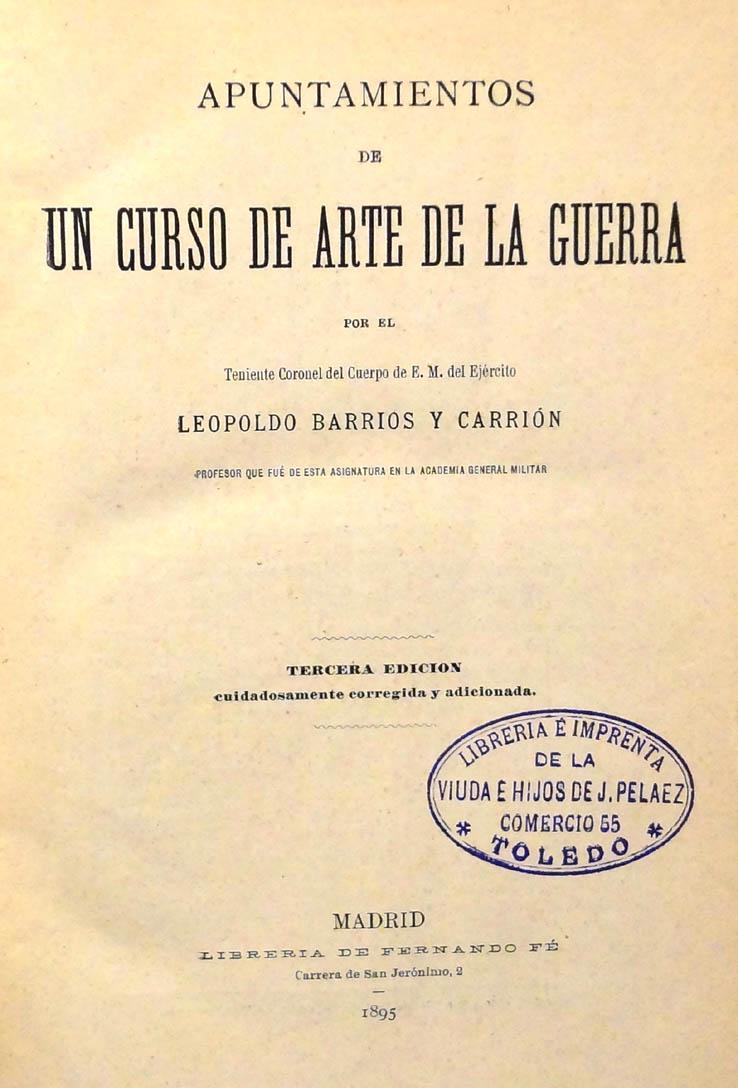 APUNTAMIENTOS
DE
UN CURSO DE ARTE DE LA GUERRA
POR EL
Teniente Coronel del Cuerpo de E. M. del Ejército
LEOPOLDO BARRIOS Y CARRIÓN
PROFESOR QUE FUÉ DE ESTA ASIGNATURA EN LA ACADEMIA GENERAL MILITAR
TERCERA EDICION
cuidadosamente corregida y adicionada.
LIBRERIA É IMPRENTA
DE LA
VIUDA E HIJOS DE J. PELAEZ
COMERCIO 55
* TOLEDO *
MADRID
LIBRERIA DE FERNANDO FÉ
Carrera de San Jerónimo, 2
—
1895